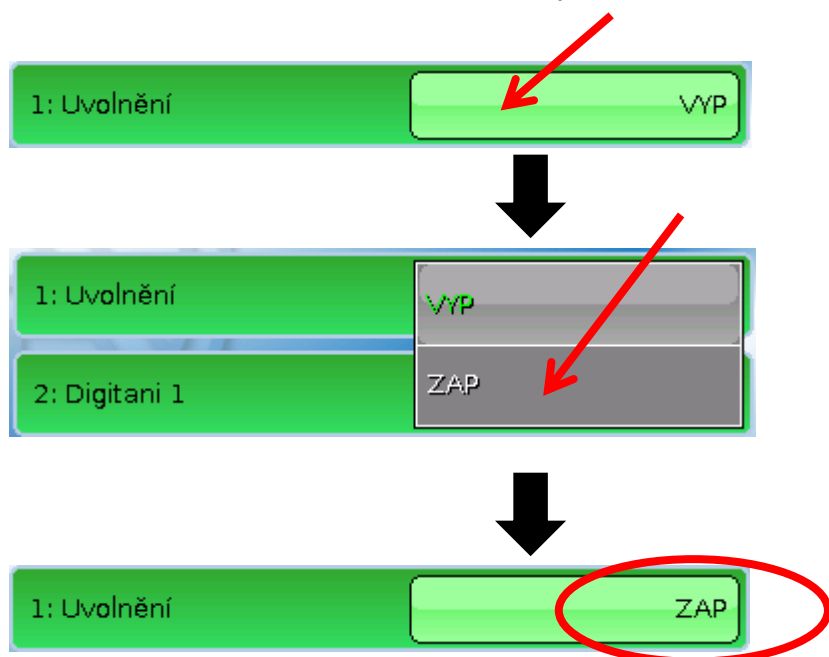 1: Uvolnění VYP
1: Uvolnění VYP
2: Digitani 1 ZAP
1: Uvolnění ZAP